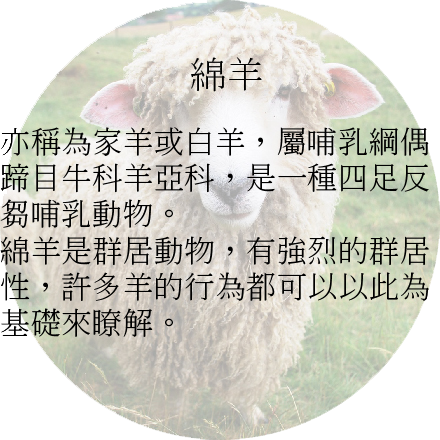 綿羊
亦稱為家羊或白羊，屬哺乳綱偶
蹄目牛科羊亞科，是一種四足反
芻哺乳動物。
綿羊是群居動物，有強烈的群居
性，許多羊的行為都可以以此為
基礎來瞭解。